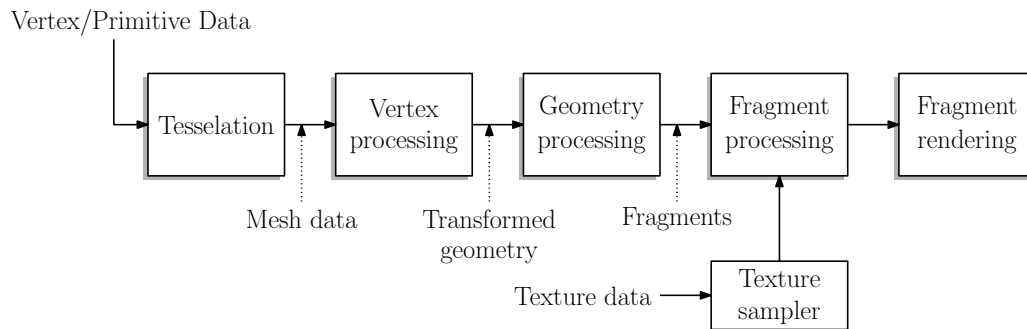 Vertex/Primitive Data
Tesselation
Vertex
processing
Geometry
processing
Fragment
processing
Fragment
rendering
Mesh data
Transformed
geometry
Fragments
Texture data
Texture
sampler